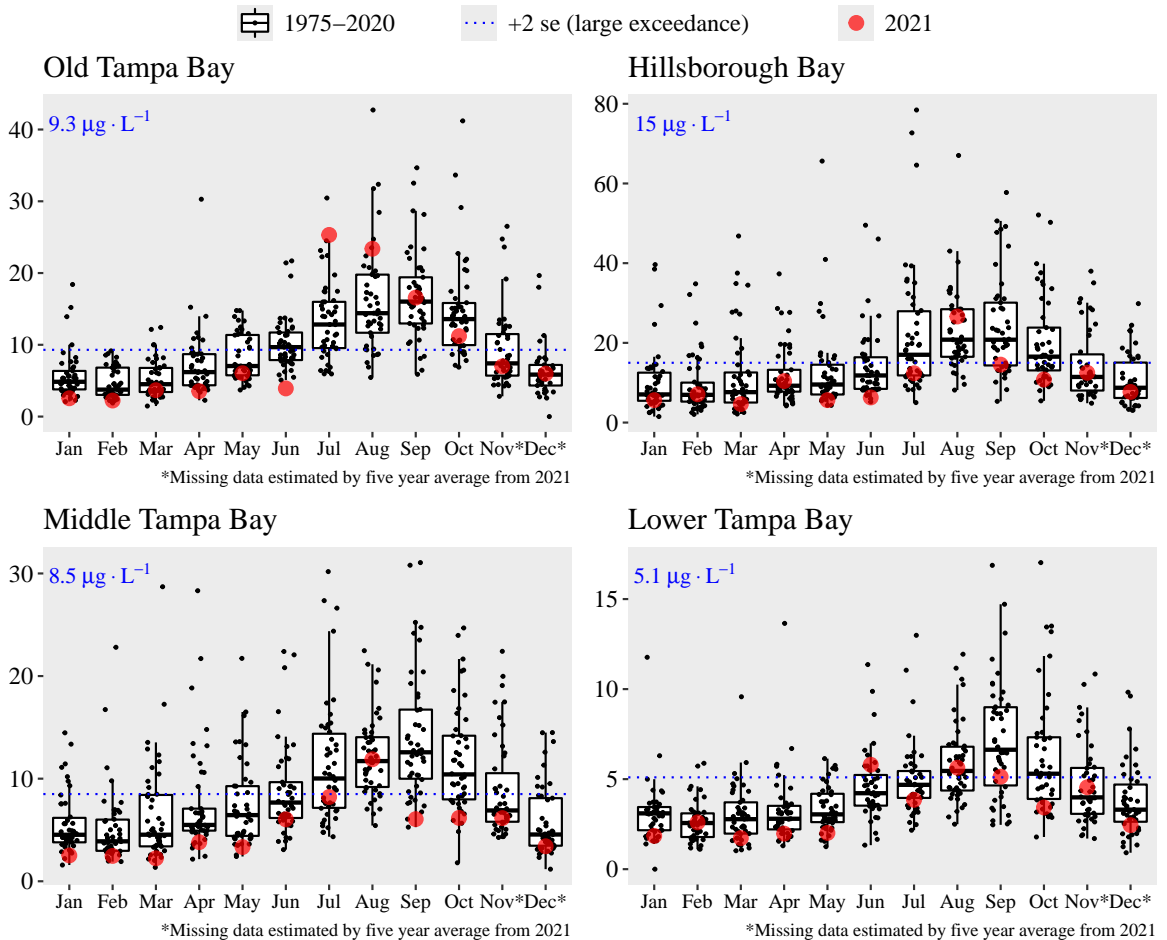 1975–2020 +2 se (large exceedance) 2021
Old Tampa Bay
9.3 μg · L⁻¹
40
30
20
10
0
Jan Feb Mar Apr May Jun Jul Aug Sep Oct Nov* Dec*
*Missing data estimated by five year average from 2021
Hillsborough Bay
15 μg · L⁻¹
80
60
40
20
0
Jan Feb Mar Apr May Jun Jul Aug Sep Oct Nov* Dec*
*Missing data estimated by five year average from 2021
Middle Tampa Bay
8.5 μg · L⁻¹
30
20
10
0
Jan Feb Mar Apr May Jun Jul Aug Sep Oct Nov* Dec*
*Missing data estimated by five year average from 2021
Lower Tampa Bay
5.1 μg · L⁻¹
15
10
5
0
Jan Feb Mar Apr May Jun Jul Aug Sep Oct Nov* Dec*
*Missing data estimated by five year average from 2021